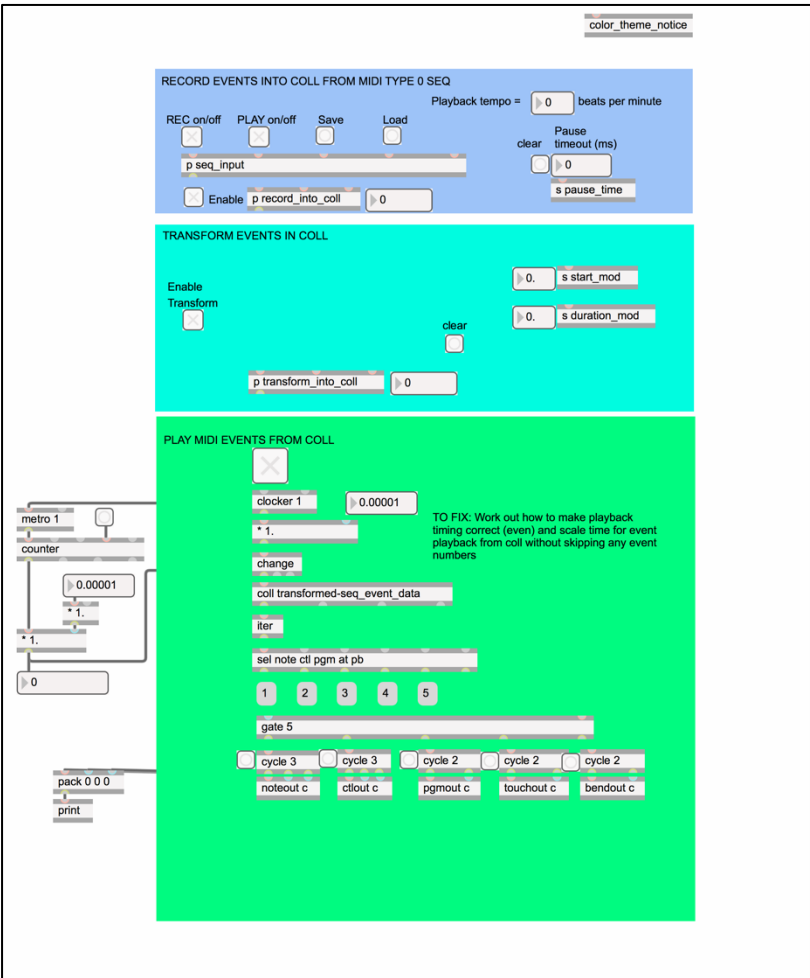 color_theme_notice
RECORD EVENTS INTO COLL FROM MIDI TYPE 0 SEQ
Playback tempo = 0 beats per minute
REC on/off PLAY on/off Save Load
Pause
clear timeout (ms)
p seq_input
0
s pause_time
Enable p record_into_coll 0
TRANSFORM EVENTS IN COLL
0. s start_mod
Enable
Transform
0. s duration_mod
clear
p transform_into_coll 0
PLAY MIDI EVENTS FROM COLL
clocker 1 0.00001
metro 1
TO FIX: Work out how to make playback
timing correct (even) and scale time for event
playback from coll without skipping any event
numbers
* 1.
counter
change
0.00001
coll transformed-seq_event_data
* 1.
iter
* 1.
sel note ctl pgm at pb
0
1 2 3 4 5
gate 5
cycle 3 cycle 3 cycle 2 cycle 2 cycle 2
pack 0 0 0
noteout c ctlout c pgmout c touchout c bendout c
print